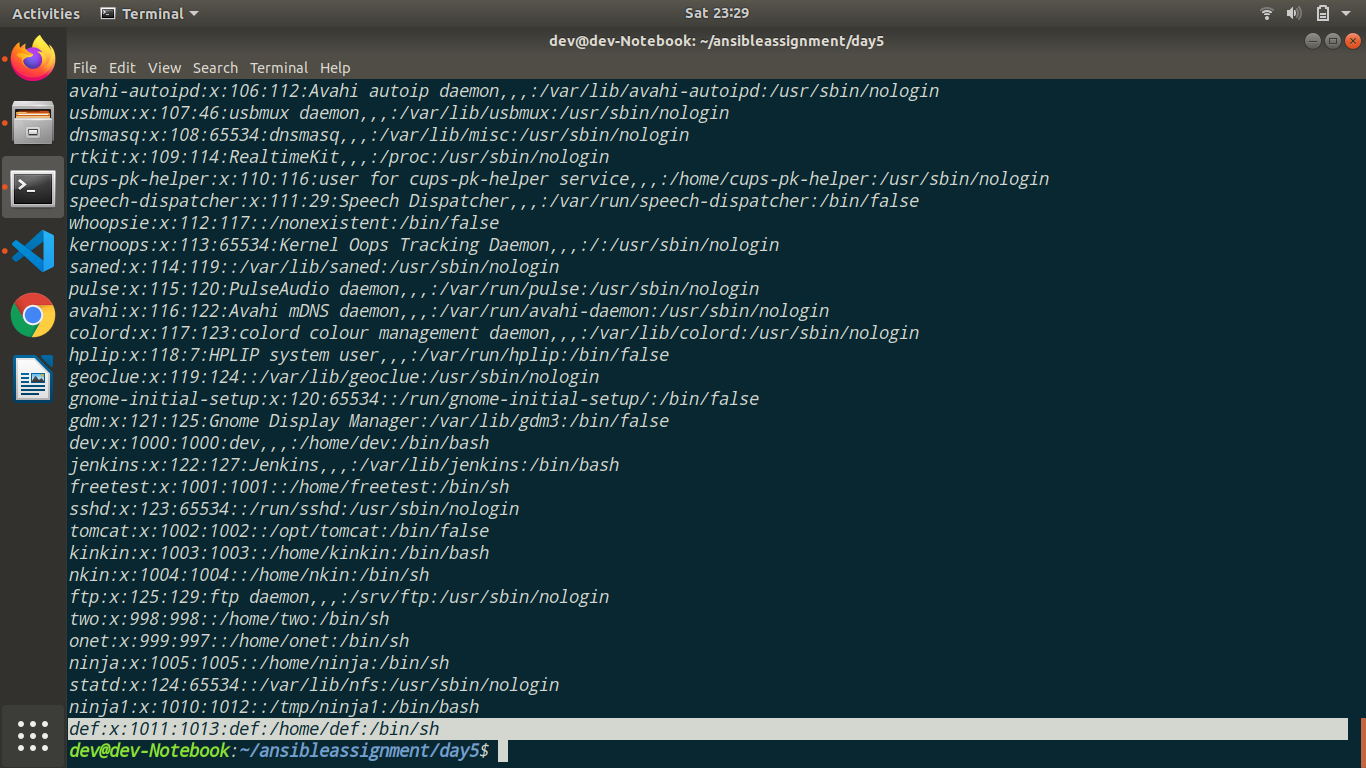 Activities Terminal Sat 23:29
dev@dev-Notebook: ~/ansibleassignment/day5
File Edit View Search Terminal Help
avahi-autoipd:x:106:112:Avahi autoip daemon,,,:/var/lib/avahi-autoipd:/usr/sbin/nologin
usbmux:x:107:46:usbmux daemon,,,:/var/lib/usbmux:/usr/sbin/nologin
dnsmasq:x:108:65534:dnsmasq,,,:/var/lib/misc:/usr/sbin/nologin
rtkit:x:109:114:RealtimeKit,,,:/proc:/usr/sbin/nologin
cups-pk-helper:x:110:116:user for cups-pk-helper service,,,:/home/cups-pk-helper:/usr/sbin/nologin
speech-dispatcher:x:111:29:Speech Dispatcher,,,:/var/run/speech-dispatcher:/bin/false
whoopsie:x:112:117::/nonexistent:/bin/false
kernoops:x:113:65534:Kernel Oops Tracking Daemon,,,:/:/usr/sbin/nologin
saned:x:114:119::/var/lib/saned:/usr/sbin/nologin
pulse:x:115:120:PulseAudio daemon,,,:/var/run/pulse:/usr/sbin/nologin
avahi:x:116:122:Avahi mDNS daemon,,,:/var/run/avahi-daemon:/usr/sbin/nologin
colord:x:117:123:colord colour management daemon,,,:/var/lib/colord:/usr/sbin/nologin
hplip:x:118:7:HPLIP system user,,,:/var/run/hplip:/bin/false
geoclue:x:119:124::/var/lib/geoclue:/usr/sbin/nologin
gnome-initial-setup:x:120:65534::/run/gnome-initial-setup/:/bin/false
gdm:x:121:125:Gnome Display Manager:/var/lib/gdm3:/bin/false
dev:x:1000:1000:dev,,,:/home/dev:/bin/bash
jenkins:x:122:127:Jenkins,,,:/var/lib/jenkins:/bin/bash
freetest:x:1001:1001::/home/freetest:/bin/sh
sshd:x:123:65534::/run/sshd:/usr/sbin/nologin
tomcat:x:1002:1002::/opt/tomcat:/bin/false
kinkin:x:1003:1003::/home/kinkin:/bin/bash
nkin:x:1004:1004::/home/nkin:/bin/sh
ftp:x:125:129:ftp daemon,,,:/srv/ftp:/usr/sbin/nologin
two:x:998:998::/home/two:/bin/sh
onet:x:999:997::/home/onet:/bin/sh
ninja:x:1005:1005::/home/ninja:/bin/sh
statd:x:124:65534::/var/lib/nfs:/usr/sbin/nologin
ninja1:x:1010:1012::/tmp/ninja1:/bin/bash
def:x:1011:1013:def:/home/def:/bin/sh
dev@dev-Notebook:~/ansibleassignment/day5$